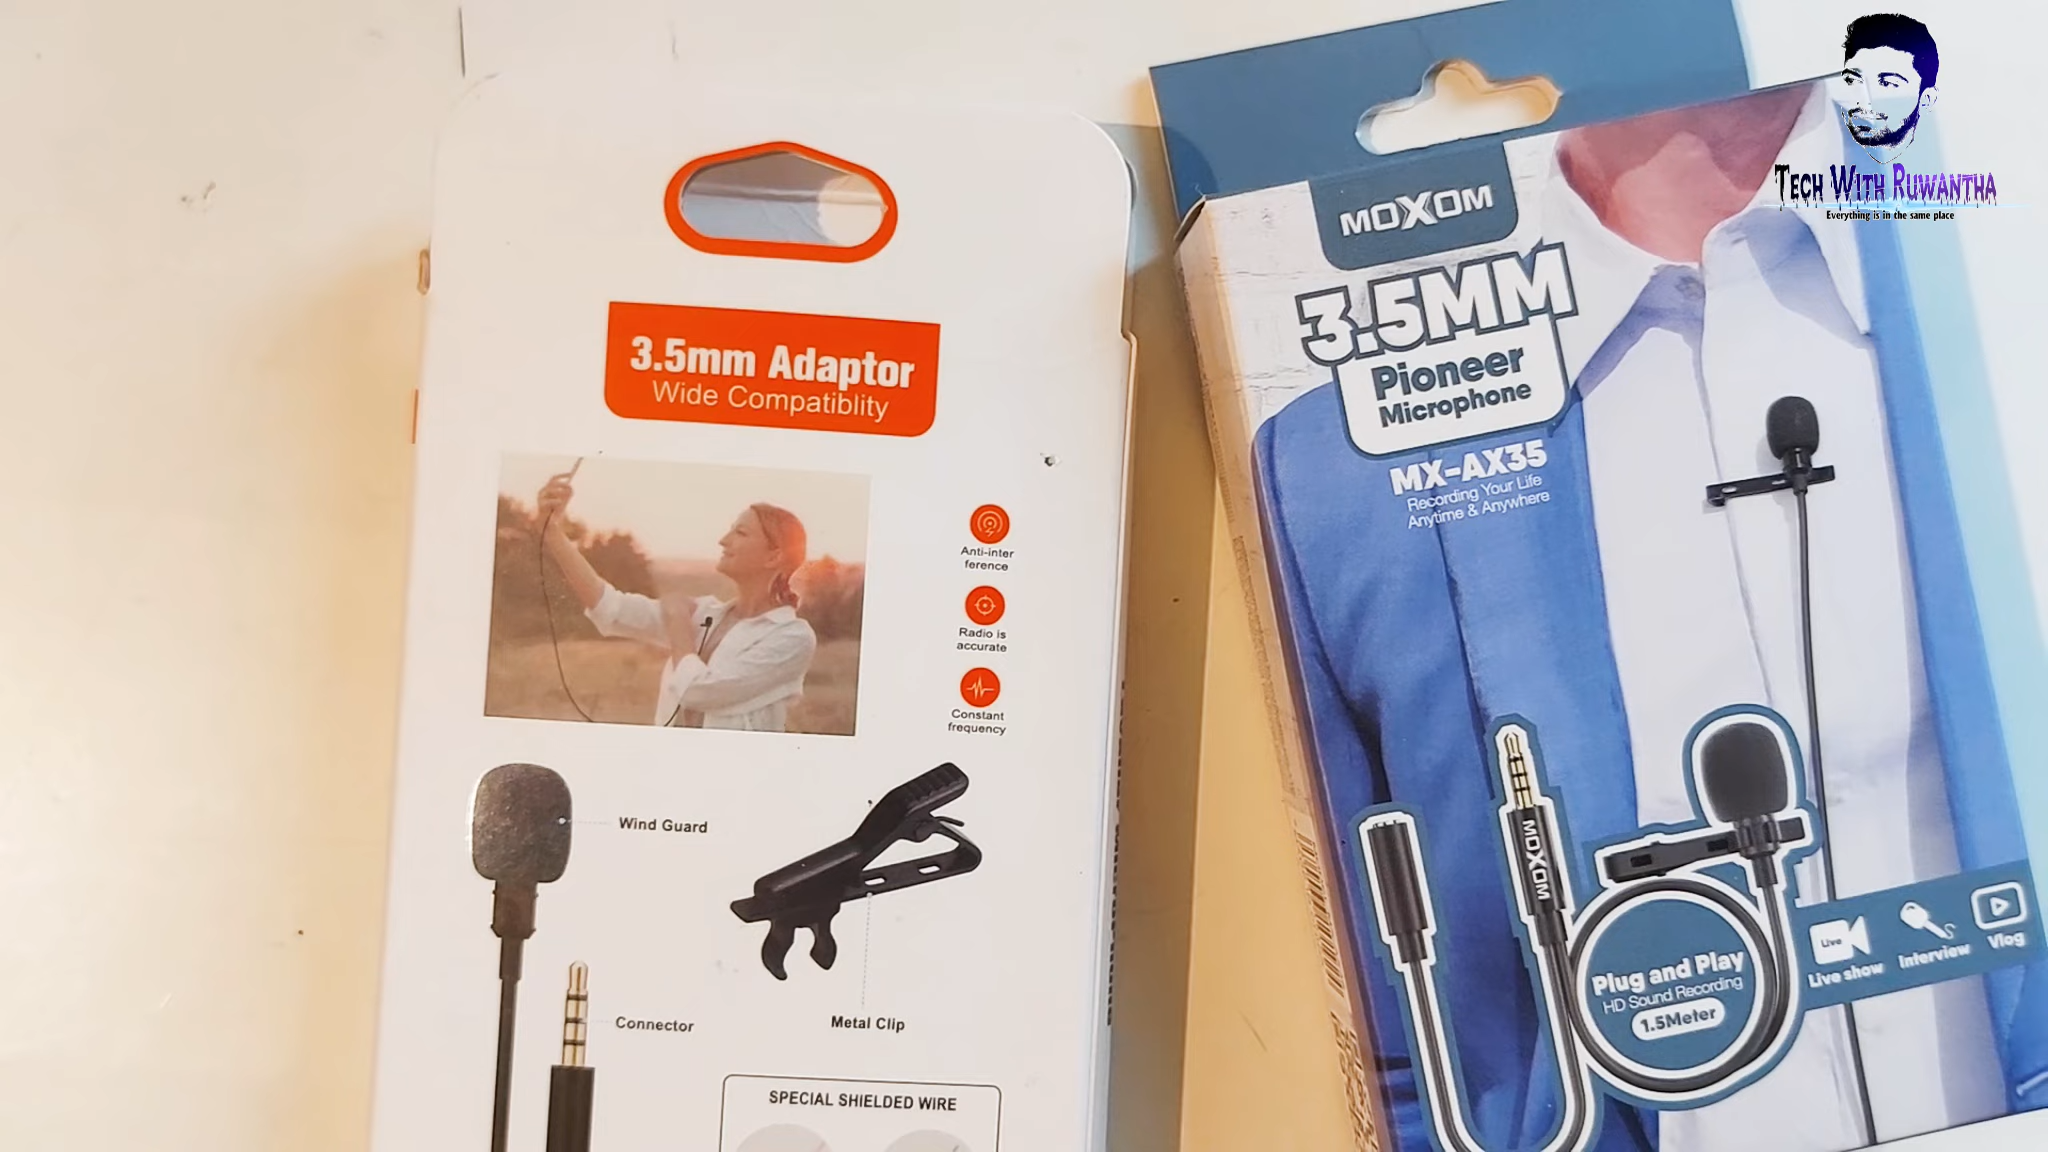 3.5mm Adaptor
Wide Compatiblity
Anti-inter
ference
Radio is
accurate
Constant
frequency
Wind Guard
Connector
Metal Clip
SPECIAL SHIELDED WIRE
MOXOM
3.5MM
Pioneer
Microphone
MX-AX35
Recording Your Life
Anytime & Anywhere
MOXOM
Plug and Play
HD Sound Recording
1.5Meter
Live
Live show
Interview
Vlog
TECH WITH RUWANTHA
Everything is in the same place